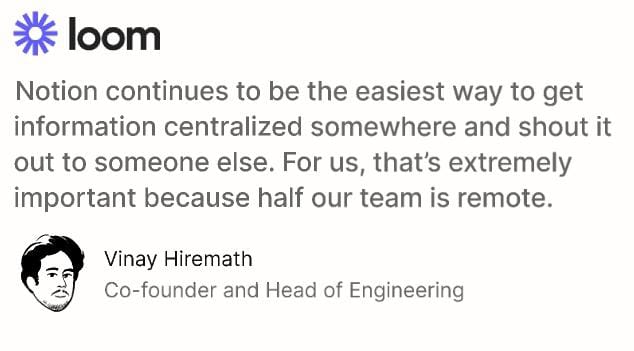 loom
Notion continues to be the easiest way to get
information centralized somewhere and shout it
out to someone else. For us, that’s extremely
important because half our team is remote.
Vinay Hiremath
Co-founder and Head of Engineering